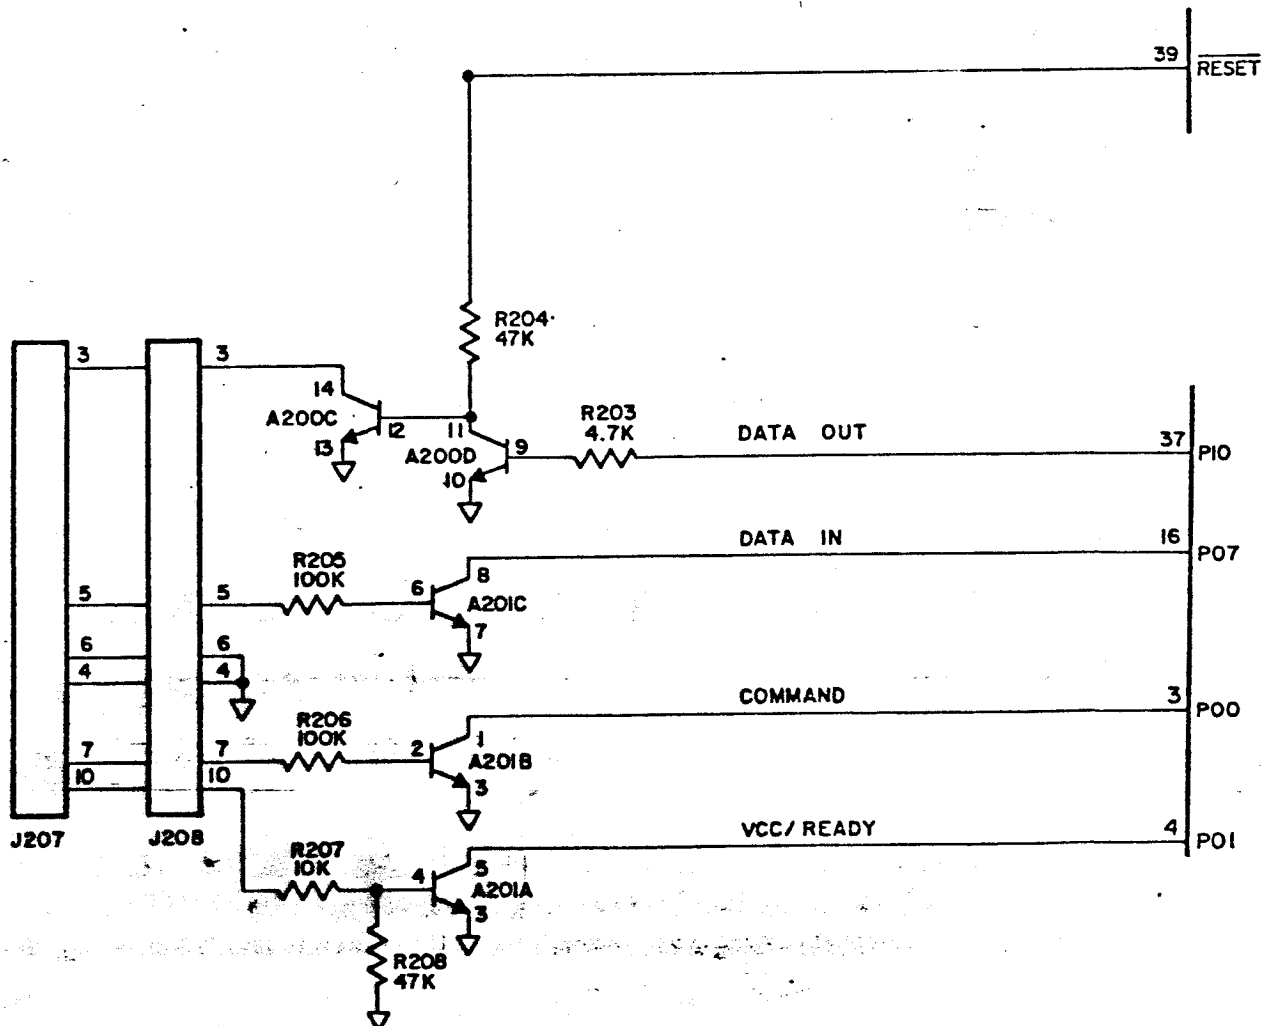 39
RESET
R204
47K
3
3
14
A200C
12
13
11
A200D
10
9
R203
4.7K
DATA OUT
37
P10
DATA IN
16
P07
R205
100K
5
5
6
8
A201C
7
6
6
4
4
COMMAND
3
P00
R206
100K
7
7
2
1
A201B
3
10
10
J207
J208
VCC/READY
4
P01
R207
10K
4
5
A201A
3
R208
47K